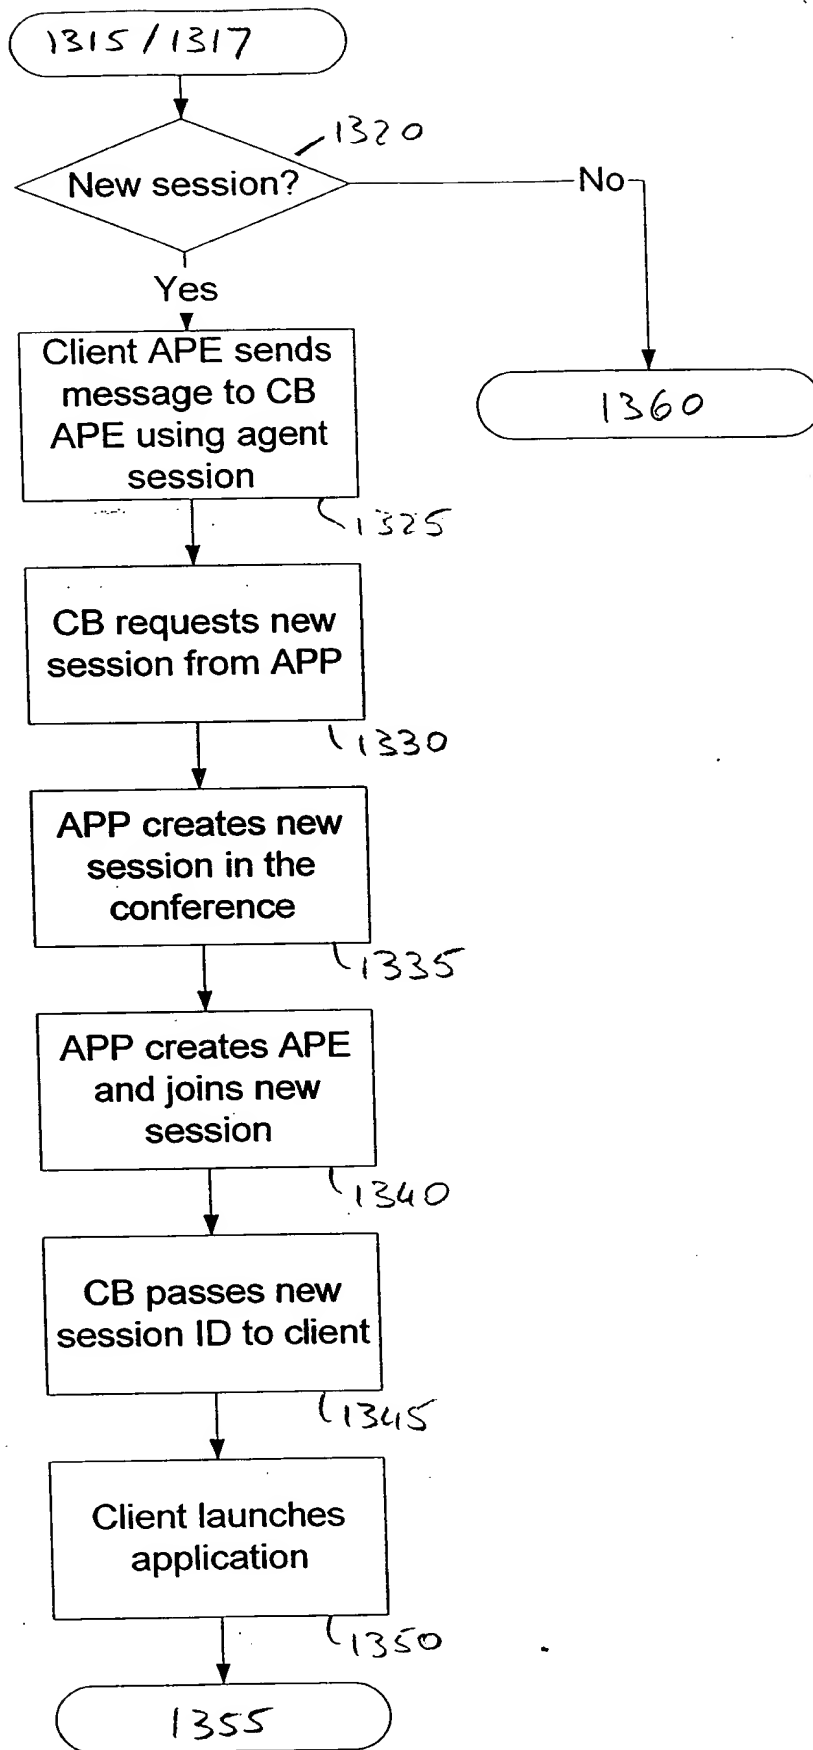 1315 / 1317
1320
New session?
No
Yes
Client APE sends
message to CB
APE using agent
session
1360
1325
CB requests new
session from APP
1330
APP creates new
session in the
conference
1335
APP creates APE
and joins new
session
1340
CB passes new
session ID to client
1345
Client launches
application
1350
1355